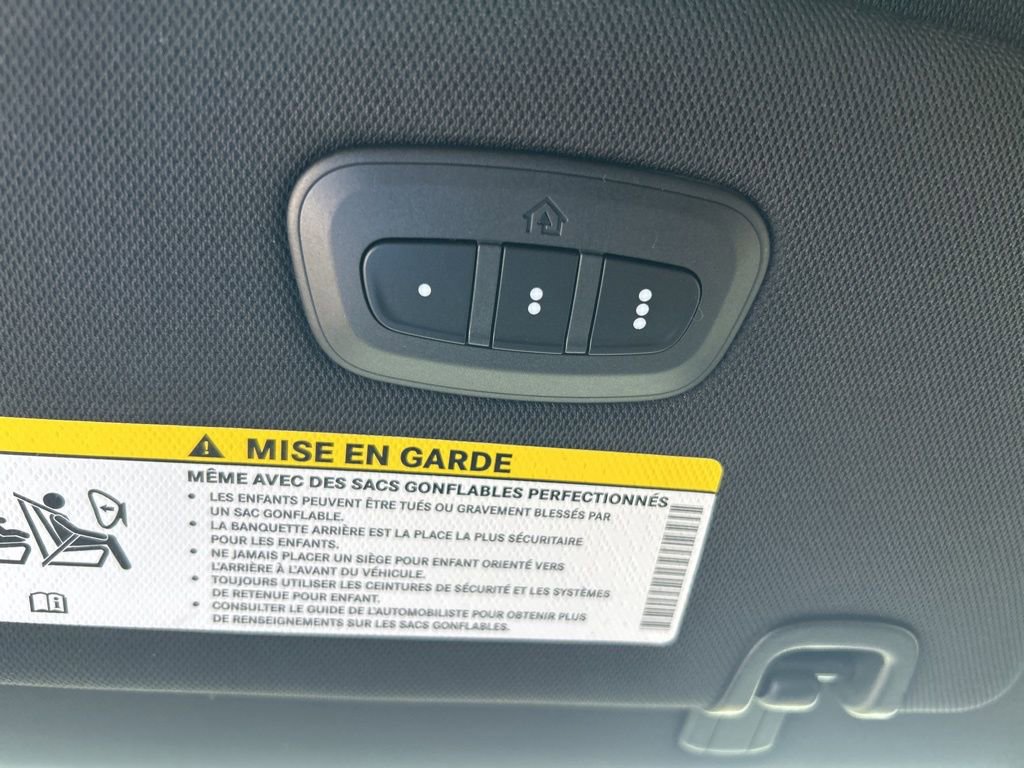 MISE EN GARDE
MÊME AVEC DES SACS GONFLABLES PERFECTIONNÉS
• LES ENFANTS PEUVENT ÊTRE TUÉS OU GRAVEMENT BLESSÉS PAR
UN SAC GONFLABLE.
• LA BANQUETTE ARRIÈRE EST LA PLACE LA PLUS SÉCURITAIRE
POUR LES ENFANTS.
• NE JAMAIS PLACER UN SIÈGE POUR ENFANT ORIENTÉ VERS
L'ARRIÈRE À L'AVANT DU VÉHICULE.
• TOUJOURS UTILISER LES CEINTURES DE SÉCURITÉ ET LES SYSTÈMES
DE RETENUE POUR ENFANT.
• CONSULTER LE GUIDE DE L'AUTOMOBILISTE POUR OBTENIR PLUS
DE RENSEIGNEMENTS SUR LES SACS GONFLABLES.